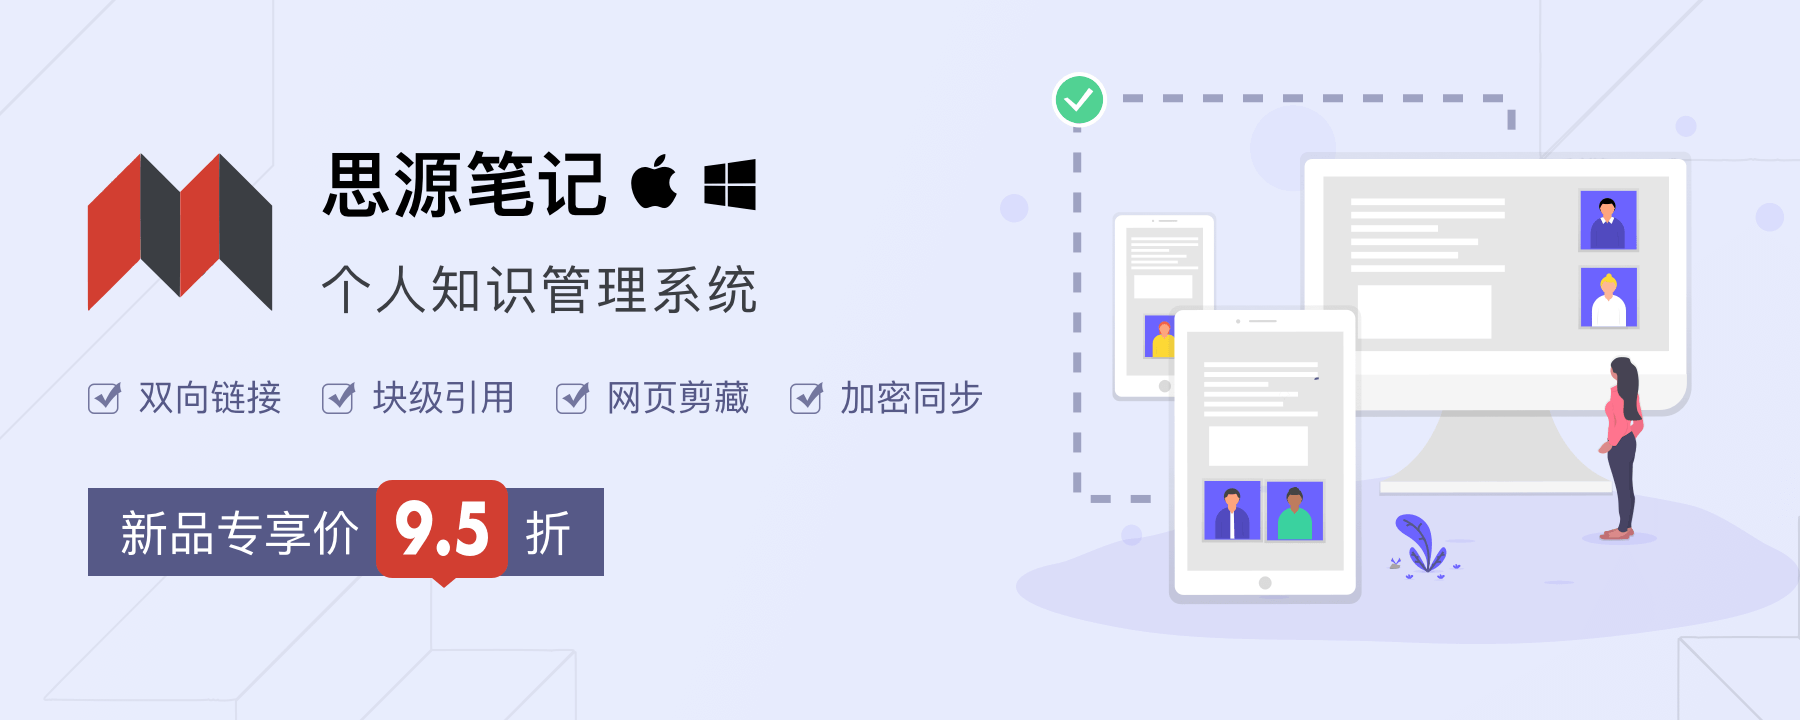 思源笔记
个人知识管理系统
双向链接 块级引用 网页剪藏 加密同步
新品专享价 9.5 折